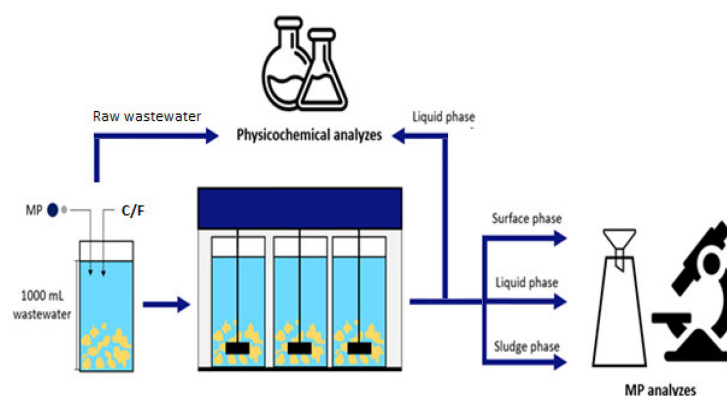 Raw wastewater
Liquid phase
Physicochemical analyzes
MP
C/F
Surface phase
1000 mL
wastewater
Liquid phase
Sludge phase
MP analyzes